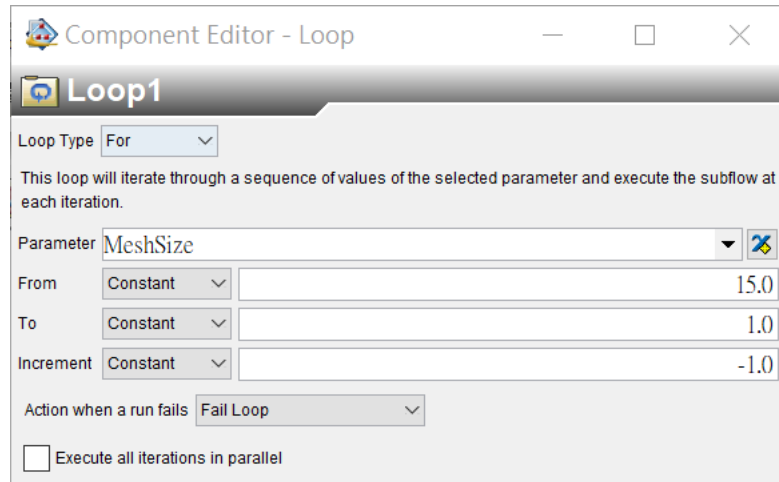 Component Editor - Loop
Loop1
Loop Type For
This loop will iterate through a sequence of values of the selected parameter and execute the subflow at
each iteration.
Parameter MeshSize
From Constant 15.0
To Constant 1.0
Increment Constant -1.0
Action when a run fails Fail Loop
Execute all iterations in parallel